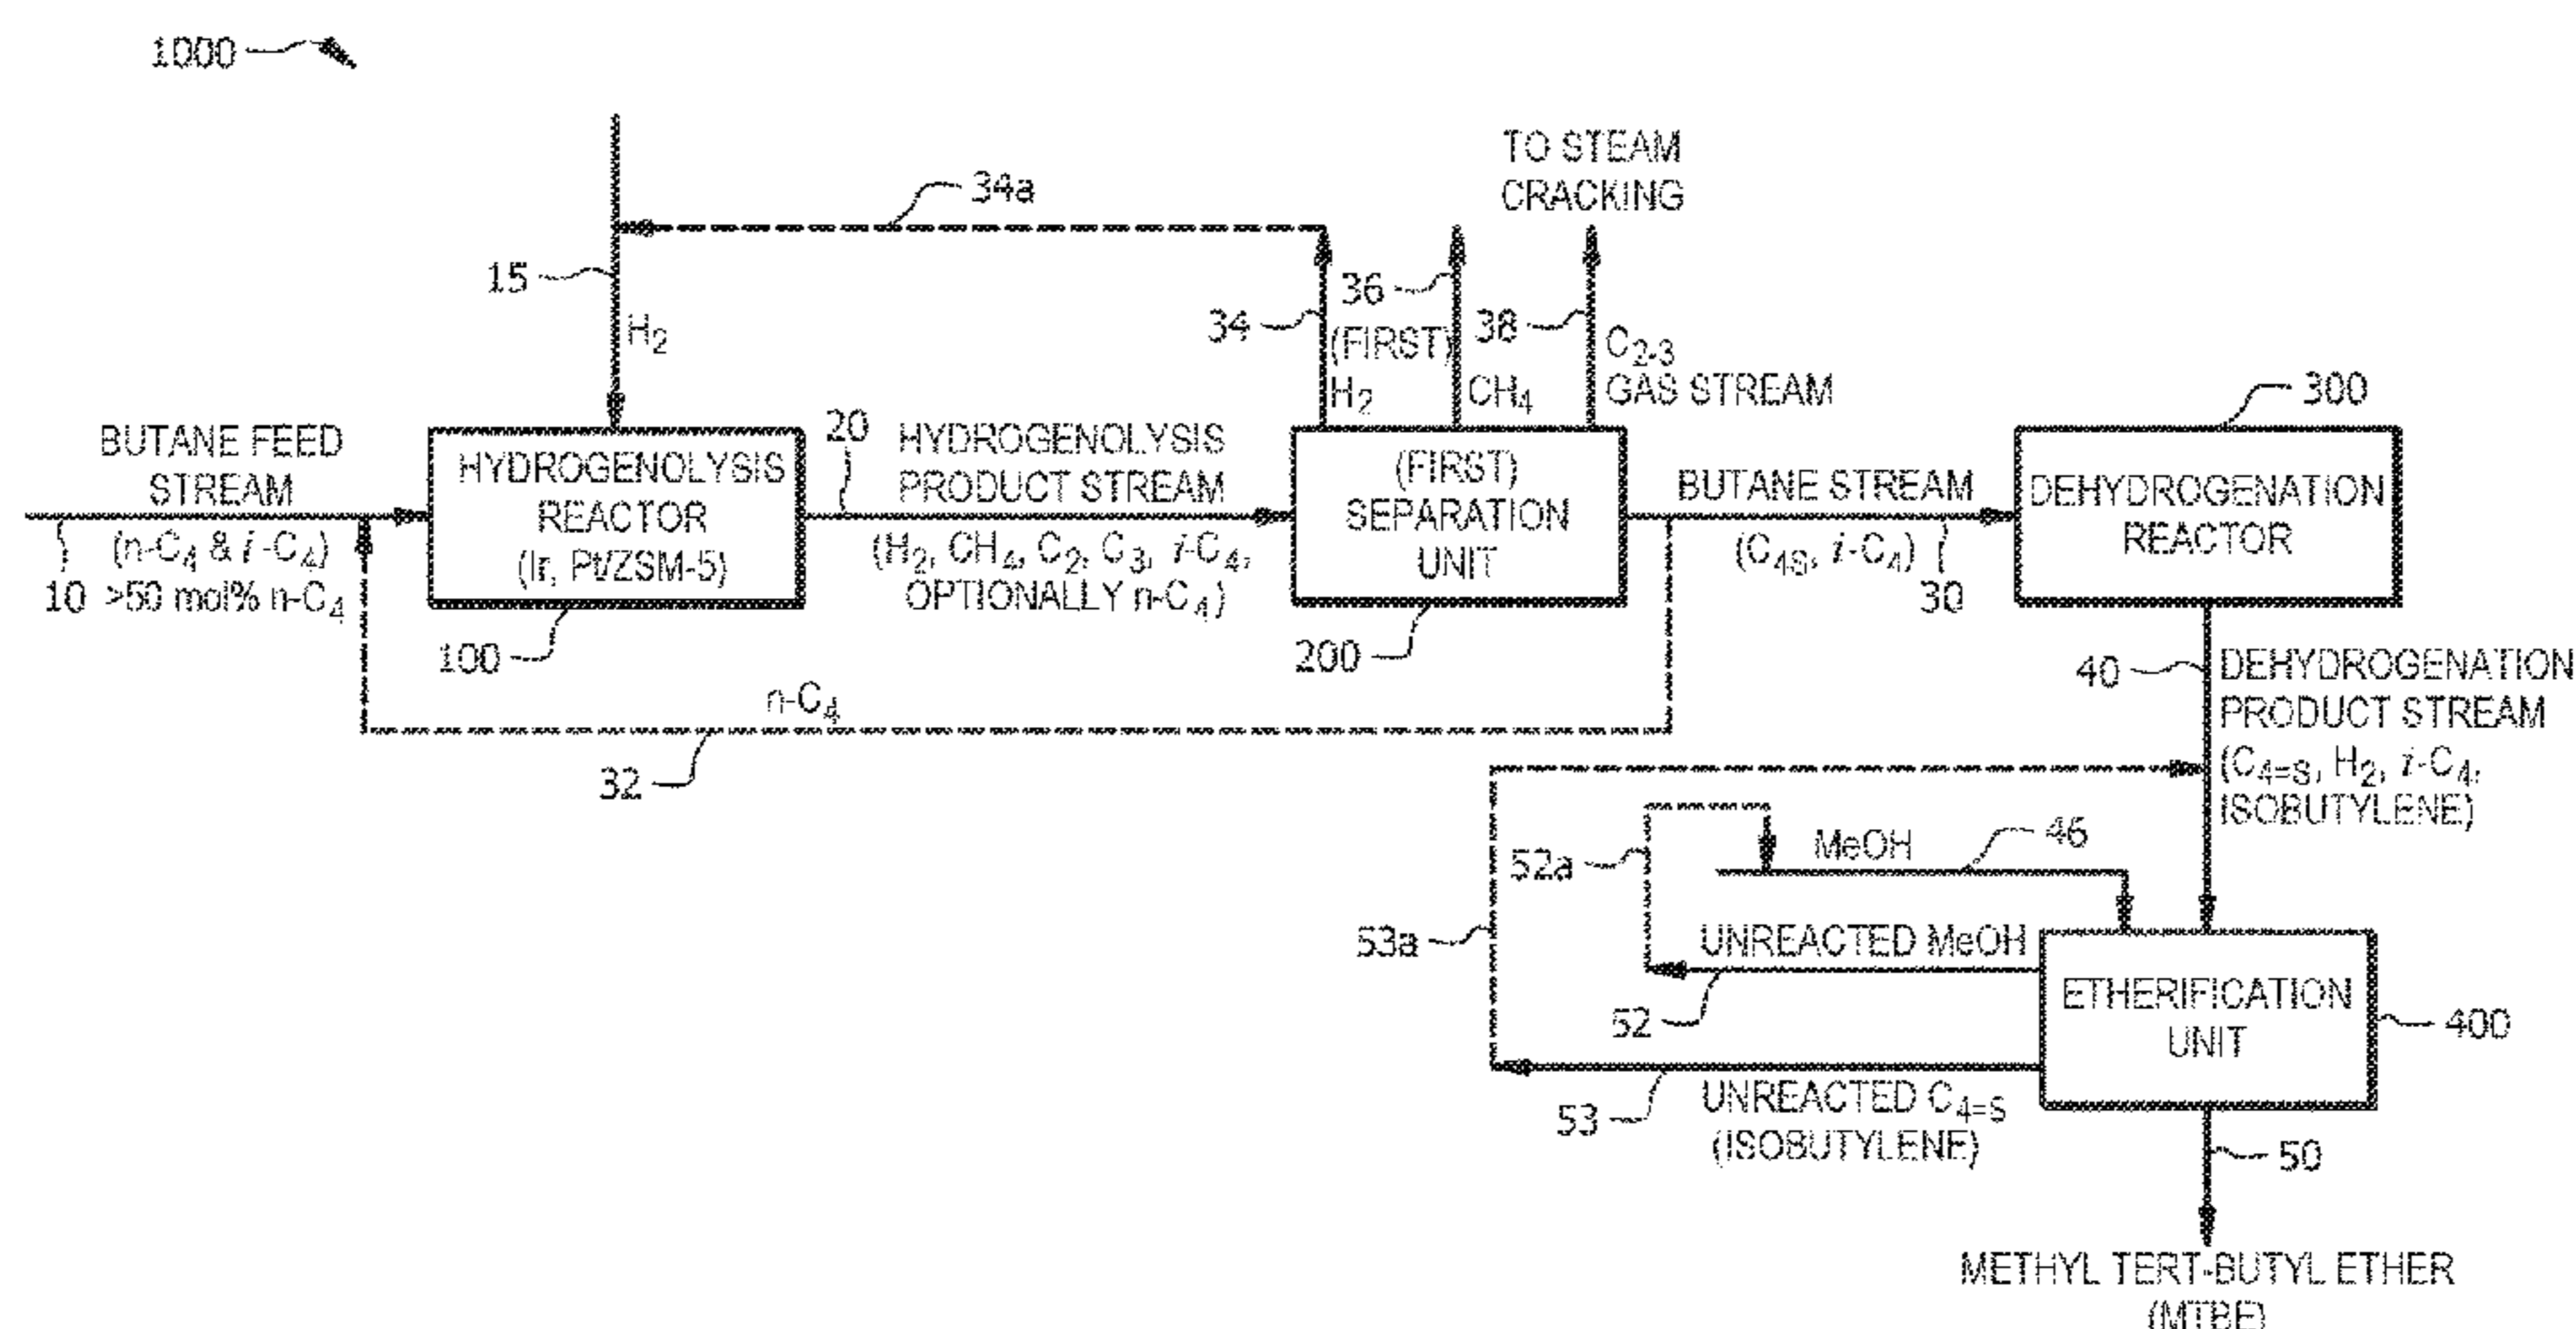 1000
TO STEAM
CRACKING
34a
15
H₂
34
(FIRST)
H₂
36
CH₄
38
C₂₋₃
GAS STREAM
BUTANE FEED
STREAM
(n-C₄ & i-C₄)
10 >50 mol% n-C₄
HYDROGENOLYSIS
REACTOR
(Ir, Pt/ZSM-5)
100
20
HYDROGENOLYSIS
PRODUCT STREAM
(H₂, CH₄, C₂, C₃, i-C₄,
OPTIONALLY n-C₄)
(FIRST)
SEPARATION
UNIT
200
BUTANE STREAM
(C₄s, i-C₄)
30
300
DEHYDROGENATION
REACTOR
n-C₄
32
40
DEHYDROGENATION
PRODUCT STREAM
(C₄₌s, H₂, i-C₄,
ISOBUTYLENE)
MeOH
46
52a
53a
UNREACTED MeOH
52
UNREACTED C₄₌s
(ISOBUTYLENE)
53
ETHERIFICATION
UNIT
400
50
METHYL TERT-BUTYL ETHER
(MTBE)